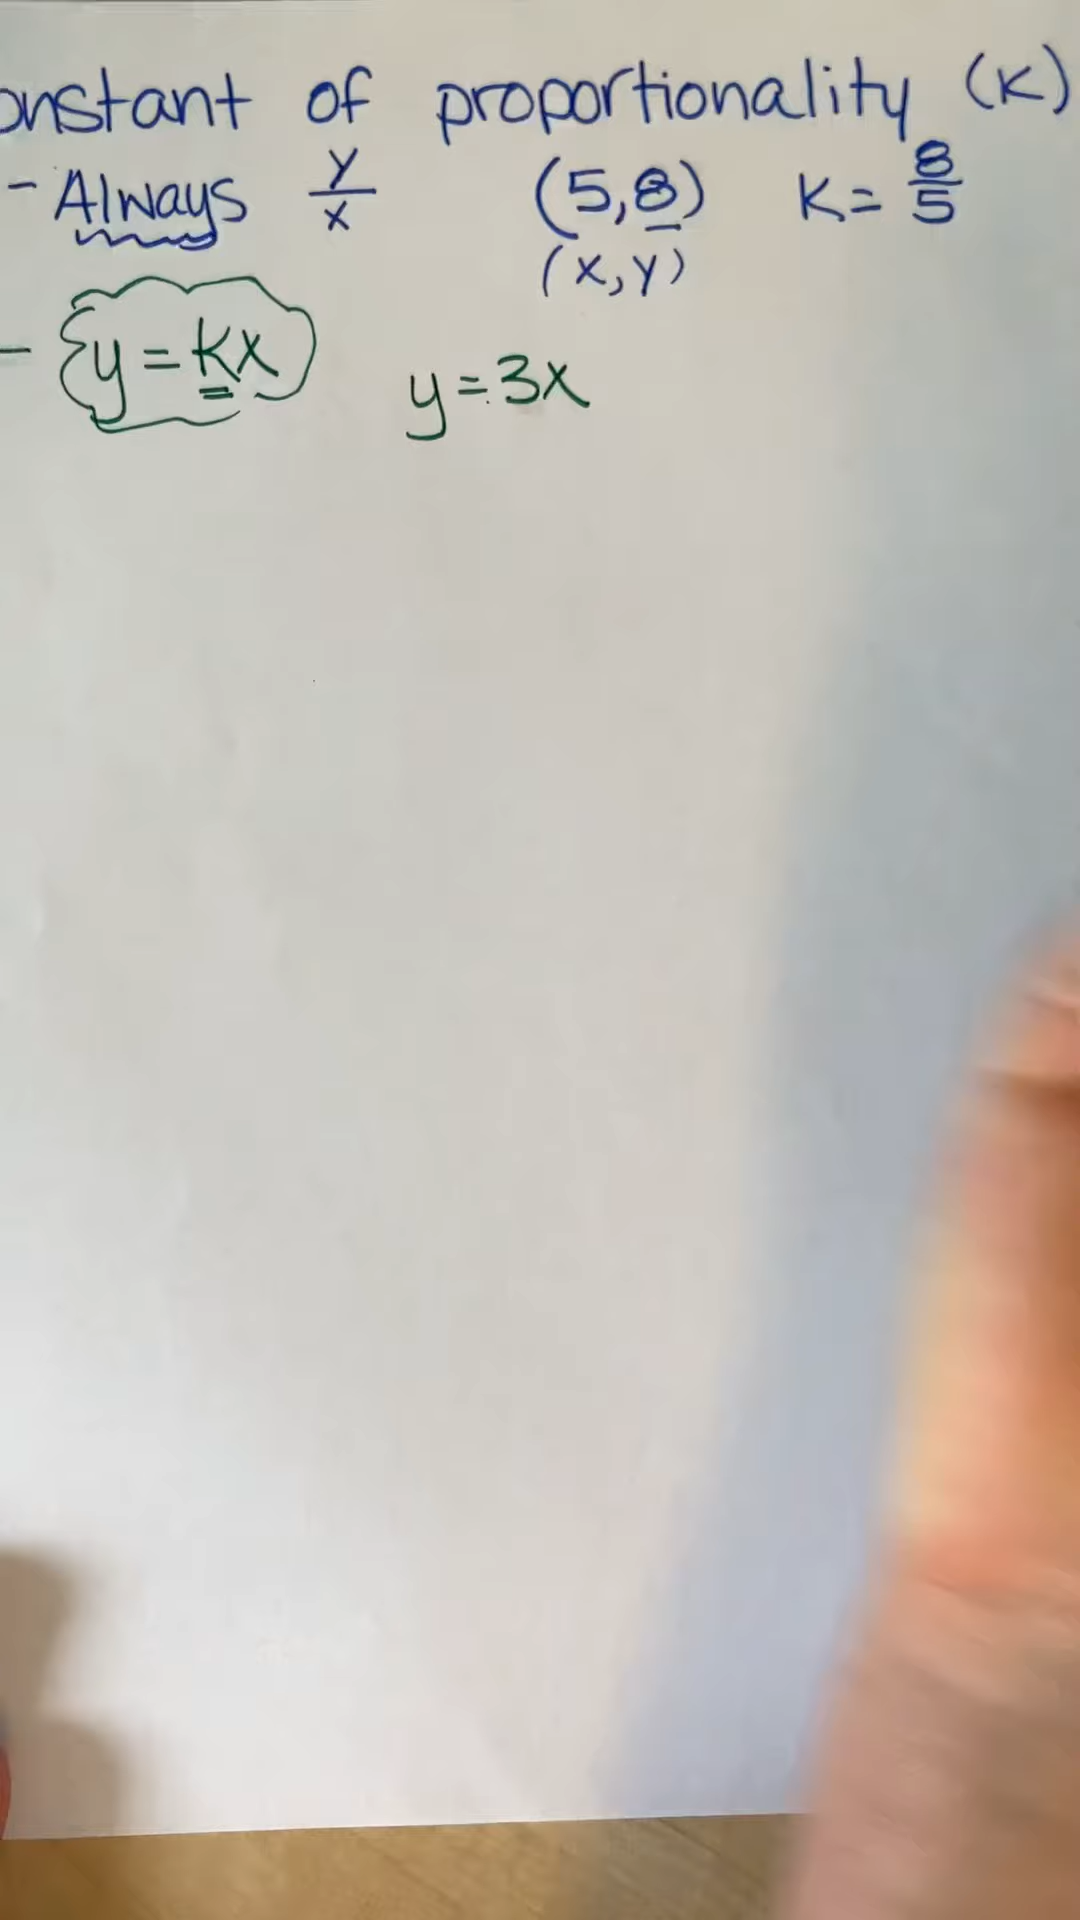 onstant of proportionality (K)
- Always y/x (5,8) K = 8/5
(x,y)
- y = kx y = 3x